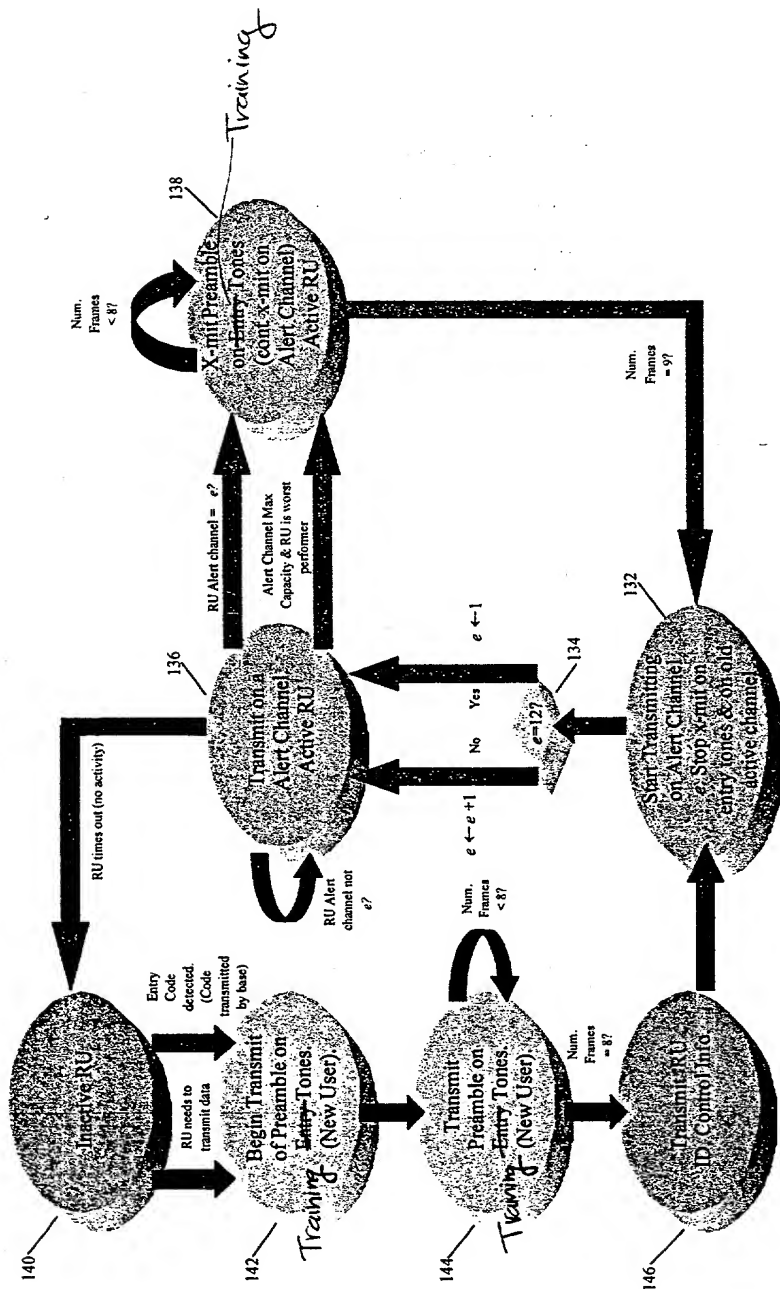 140
Inactive RU
RU needs to
transmit data
Entry
Code
detected.
(Code
transmitted
by base)
142
Begin Transmit
of Preamble on
Entry Tones.
(New User)
Training
144
Transmit
Preamble on
Entry Tones.
(New User)
Training
Num.
Frames
< 8?
Num.
Frames
= 8?
146
Transmit RU
ID, Control Info
RU times out (no activity)
136
Transmit on a
Alert Channel
Active RU
RU Alert
channel not
e?
e ← e + 1
No
Yes
e ← 1
e=12?
134
132
Start Transmitting
on Alert Channel
e. Stop X-mit on
entry tones & on old
active channel
RU Alert channel = e?
Alert Channel Max
Capacity & RU is worst
performer
138
X-mit Preamble
on Entry Tones
(cont x-mit on
Alert Channel)
Active RU
Training
Num.
Frames
< 8?
Num.
Frames
= 9?